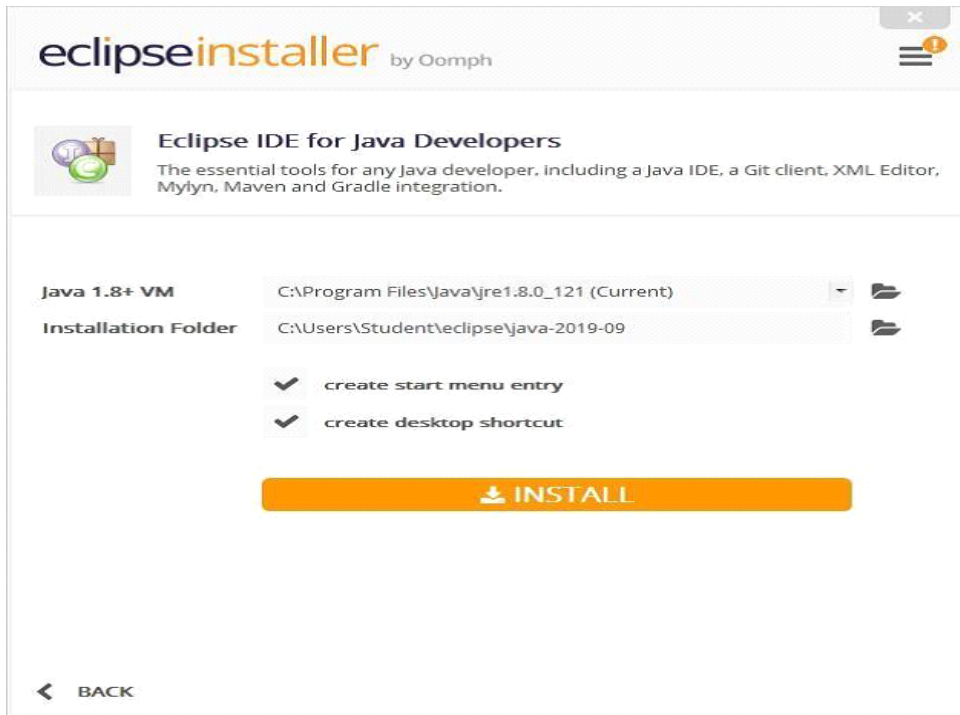 eclipseinstaller by Oomph
Eclipse IDE for Java Developers
The essential tools for any Java developer, including a Java IDE, a Git client, XML Editor,
Mylyn, Maven and Gradle integration.
Java 1.8+ VM C:\Program Files\Java\jre1.8.0_121 (Current)
Installation Folder C:\Users\Student\eclipse\java-2019-09
create start menu entry
create desktop shortcut
INSTALL
BACK